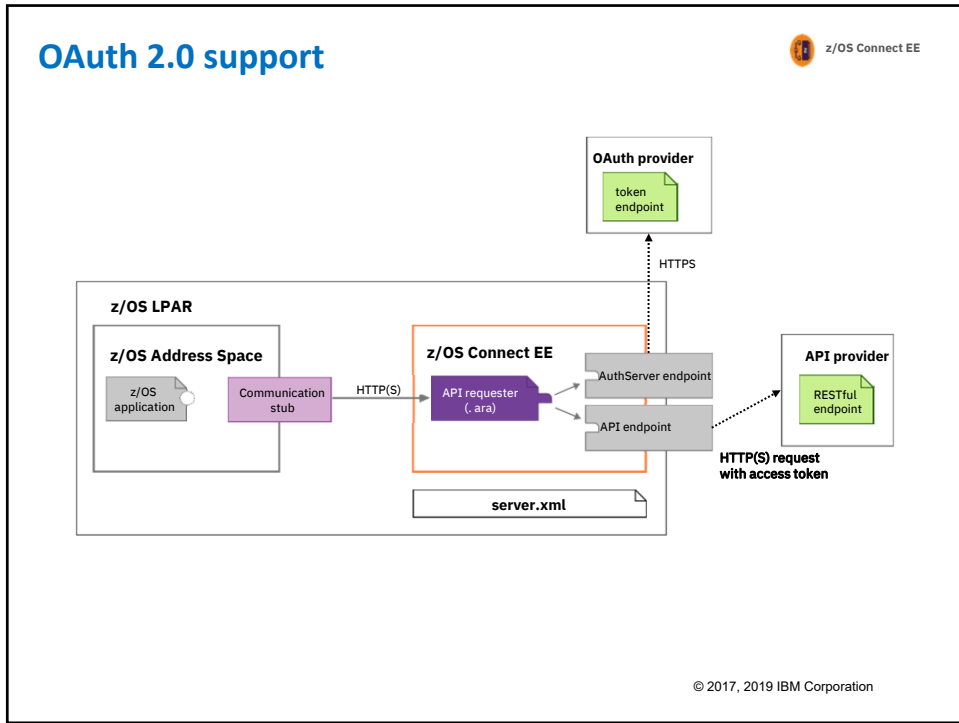 OAuth 2.0 support
z/OS Connect EE
OAuth provider
token
endpoint
HTTPS
z/OS LPAR
z/OS Address Space
z/OS
application
Communication
stub
HTTP(S)
z/OS Connect EE
API requester
(. ara)
AuthServer endpoint
API endpoint
API provider
RESTful
endpoint
HTTP(S) request
with access token
server.xml
© 2017, 2019 IBM Corporation